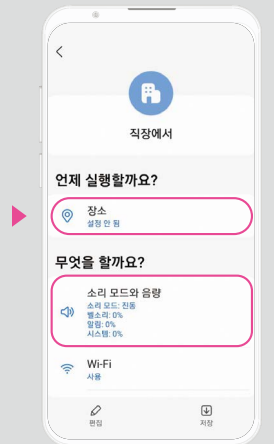 직장에서
언제 실행할까요?
장소
설정 안 됨
무엇을 할까요?
소리 모드와 음량
소리 모드: 진동
벨소리: 0%
알림: 0%
시스템: 0%
Wi-Fi
사용
편집
저장